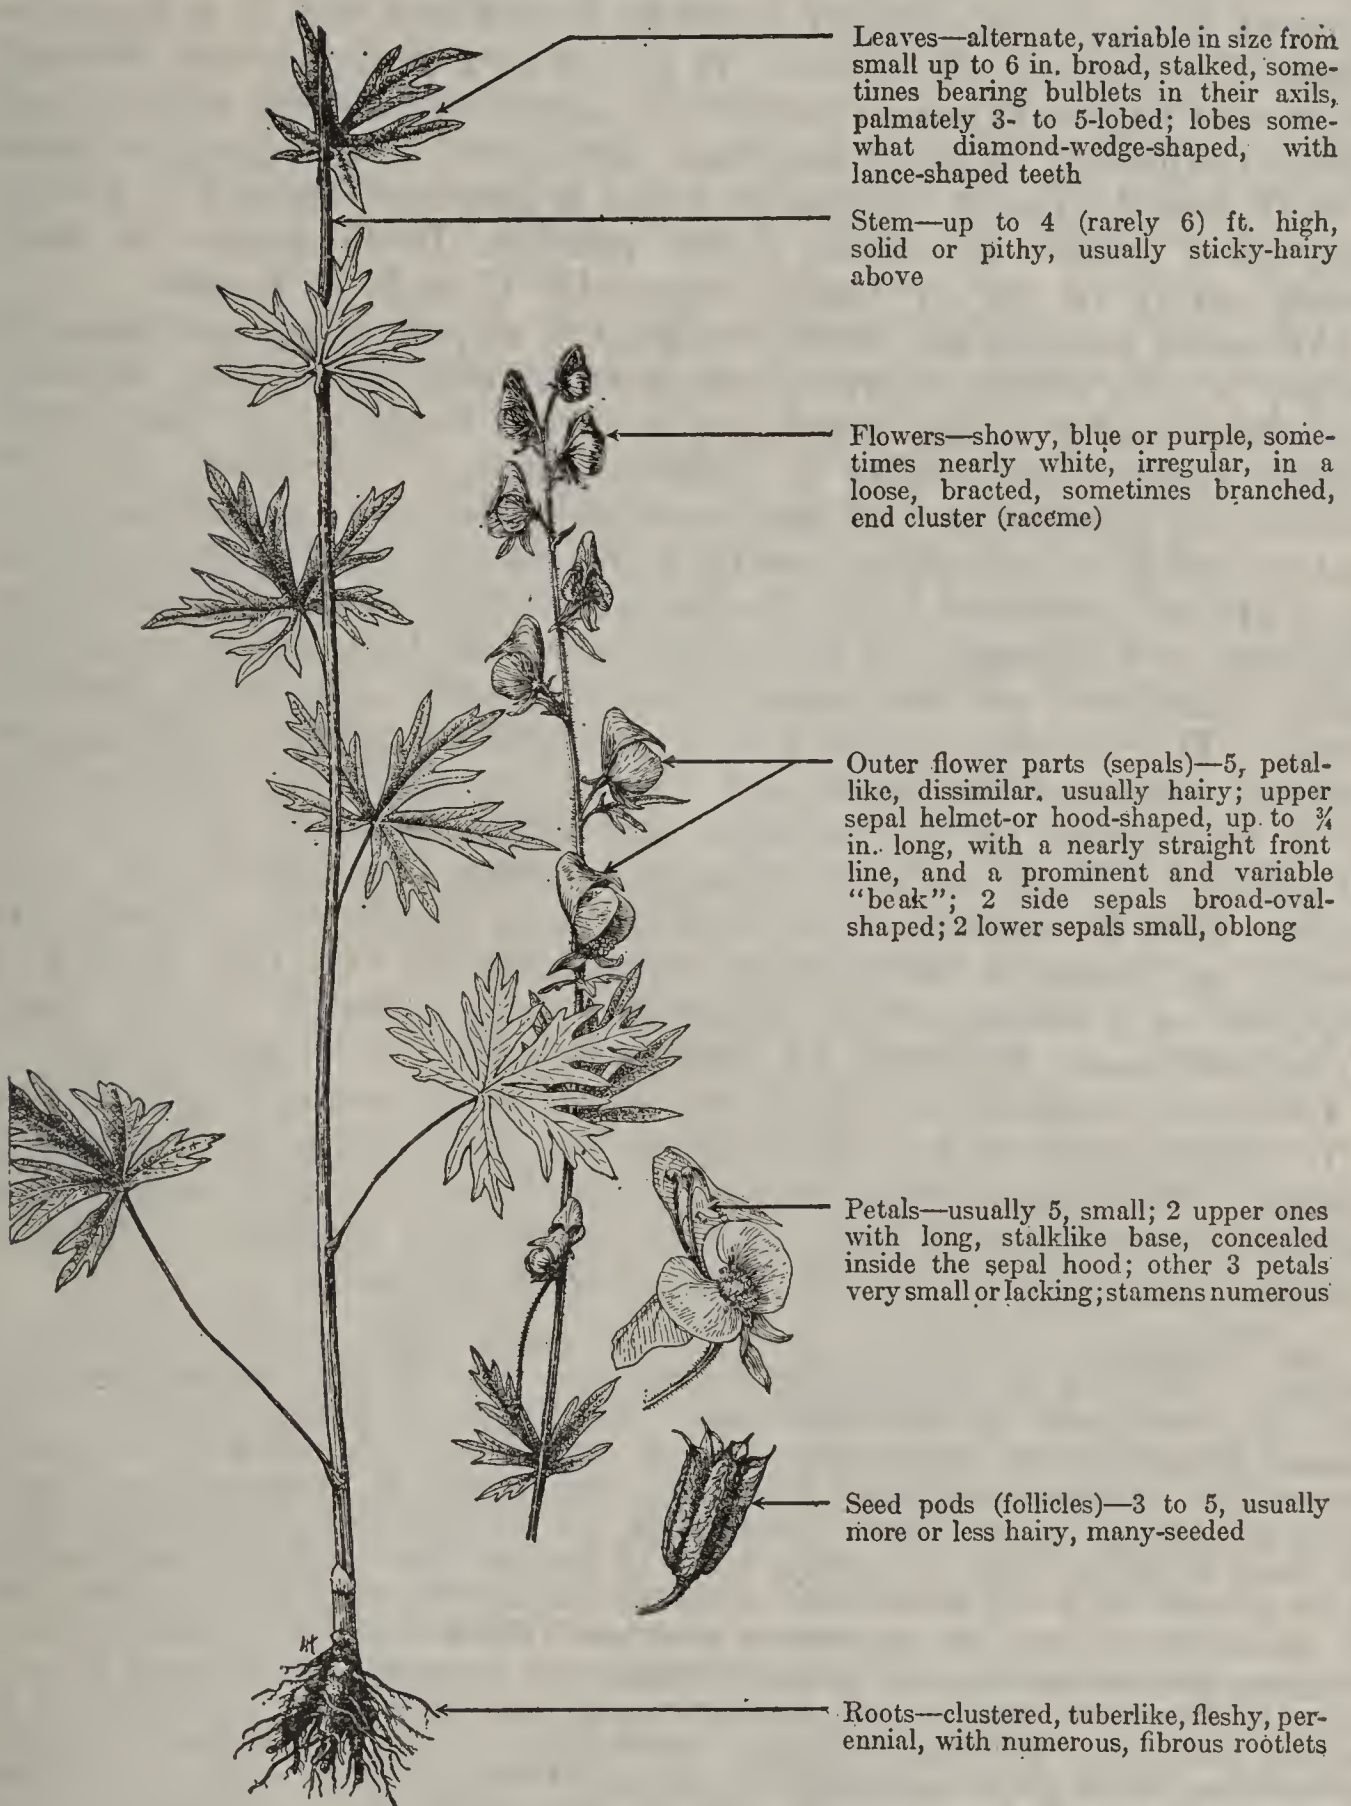 Leaves—alternate, variable in size from
small up to 6 in. broad, stalked, some-
times bearing bulblets in their axils,
palmately 3- to 5-lobed; lobes some-
what diamond-wedge-shaped, with
lance-shaped teeth
Stem—up to 4 (rarely 6) ft. high,
solid or pithy, usually sticky-hairy
above
Flowers—showy, blue or purple, some-
times nearly white, irregular, in a
loose, bracted, sometimes branched,
end cluster (raceme)
Outer flower parts (sepals)—5, petal-
like, dissimilar, usually hairy; upper
sepal helmet-or hood-shaped, up to ¾
in. long, with a nearly straight front
line, and a prominent and variable
“beak”; 2 side sepals broad-oval-
shaped; 2 lower sepals small, oblong
Petals—usually 5, small; 2 upper ones
with long, stalklike base, concealed
inside the sepal hood; other 3 petals
very small or lacking; stamens numerous
Seed pods (follicles)—3 to 5, usually
more or less hairy, many-seeded
Roots—clustered, tuberlike, fleshy, per-
ennial, with numerous, fibrous rootlets